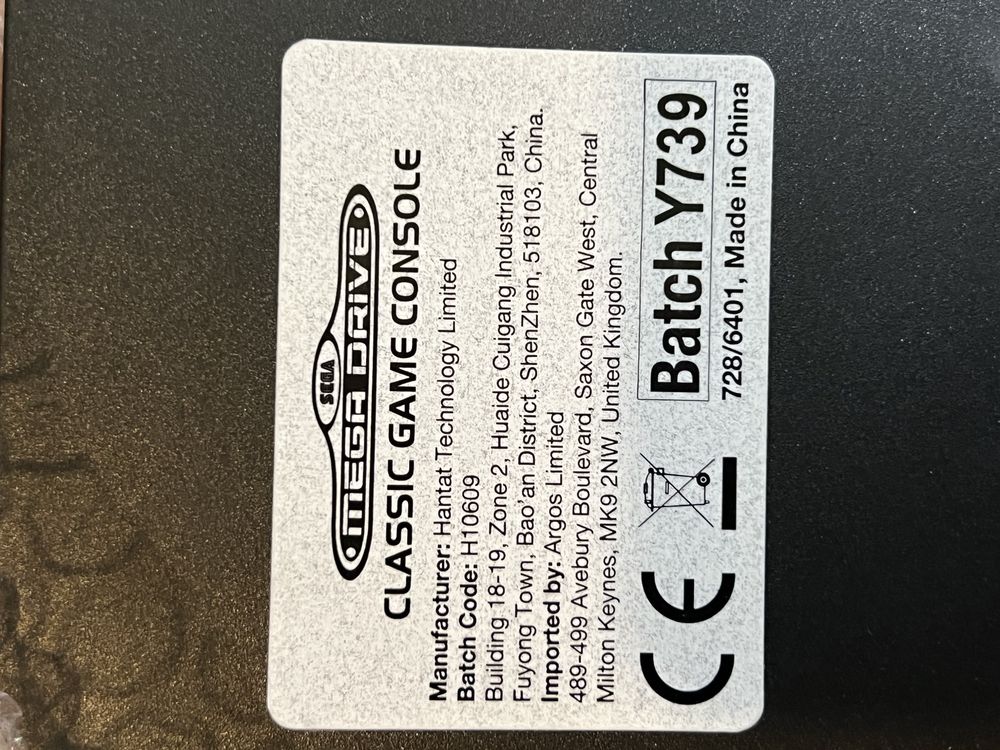 SEGA
MEGA DRIVE
CLASSIC GAME CONSOLE
Manufacturer: Hantat Technology Limited
Batch Code: H10609
Building 18-19, Zone 2, Huaide Cuigang Industrial Park,
Fuyong Town, Bao'an District, ShenZhen, 518103, China.
Imported by: Argos Limited
489-499 Avebury Boulevard, Saxon Gate West, Central
Milton Keynes, MK9 2NW, United Kingdom.
CE
Batch Y739
728/6401, Made in China